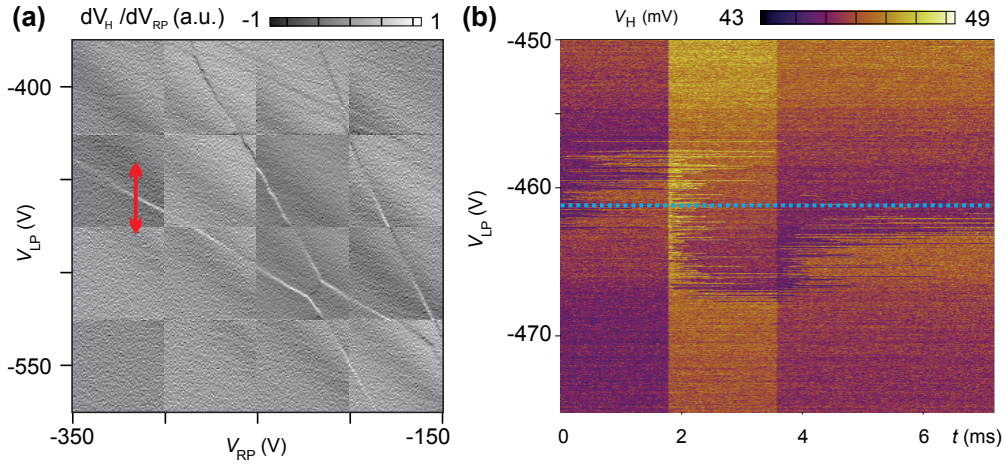 (a)
dV_H /dV_RP (a.u.) -1 1
-400
V_LP (V)
-550
-350 -150
V_RP (V)
(b)
V_H (mV) 43 49
-450
-460
V_LP (V)
-470
0 2 4 6 t (ms)